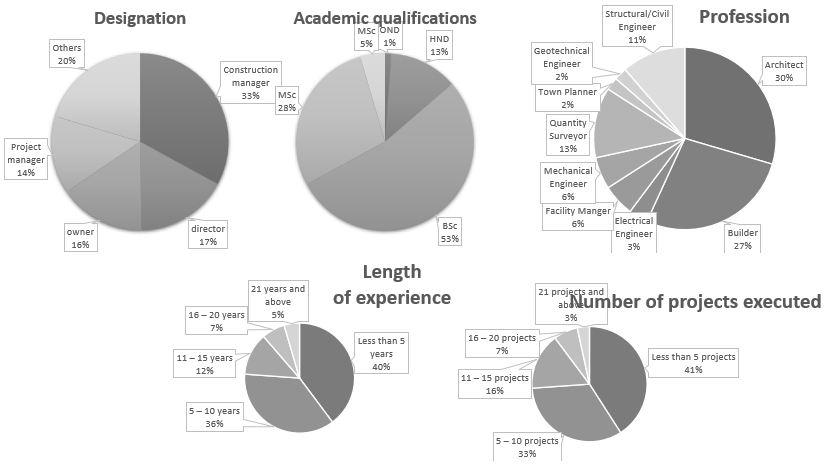 Designation
Others
20%
Construction
manager
33%
Project
manager
14%
owner
16%
director
17%
Academic qualifications
MSc
5%
OND
1%
HND
13%
MSc
28%
BSc
53%
Profession
Structural/Civil
Engineer
11%
Geotechnical
Engineer
2%
Town Planner
2%
Quantity
Surveyor
13%
Mechanical
Engineer
6%
Facility Manger
6%
Electrical
Engineer
3%
Architect
30%
Builder
27%
Length
of experience
21 years and
above
5%
16 – 20 years
7%
11 – 15 years
12%
5 – 10 years
36%
Less than 5
years
40%
Number of projects executed
21 projects and
above
3%
16 – 20 projects
7%
11 – 15 projects
16%
5 – 10 projects
33%
Less than 5 projects
41%